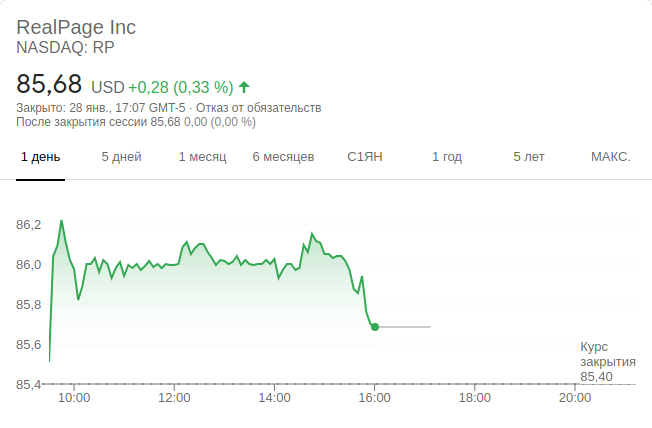 RealPage Inc
NASDAQ: RP
85,68 USD +0,28 (0,33 %)
Закрыто: 28 янв., 17:07 GMT-5 · Отказ от обязательств
После закрытия сессии 85,68 0,00 (0,00 %)
1 день 5 дней 1 месяц 6 месяцев С1ЯН 1 год 5 лет МАКС.
86,2
86,0
85,8
85,6
Курс
закрытия
85,40
85,4
10:00 12:00 14:00 16:00 18:00 20:00